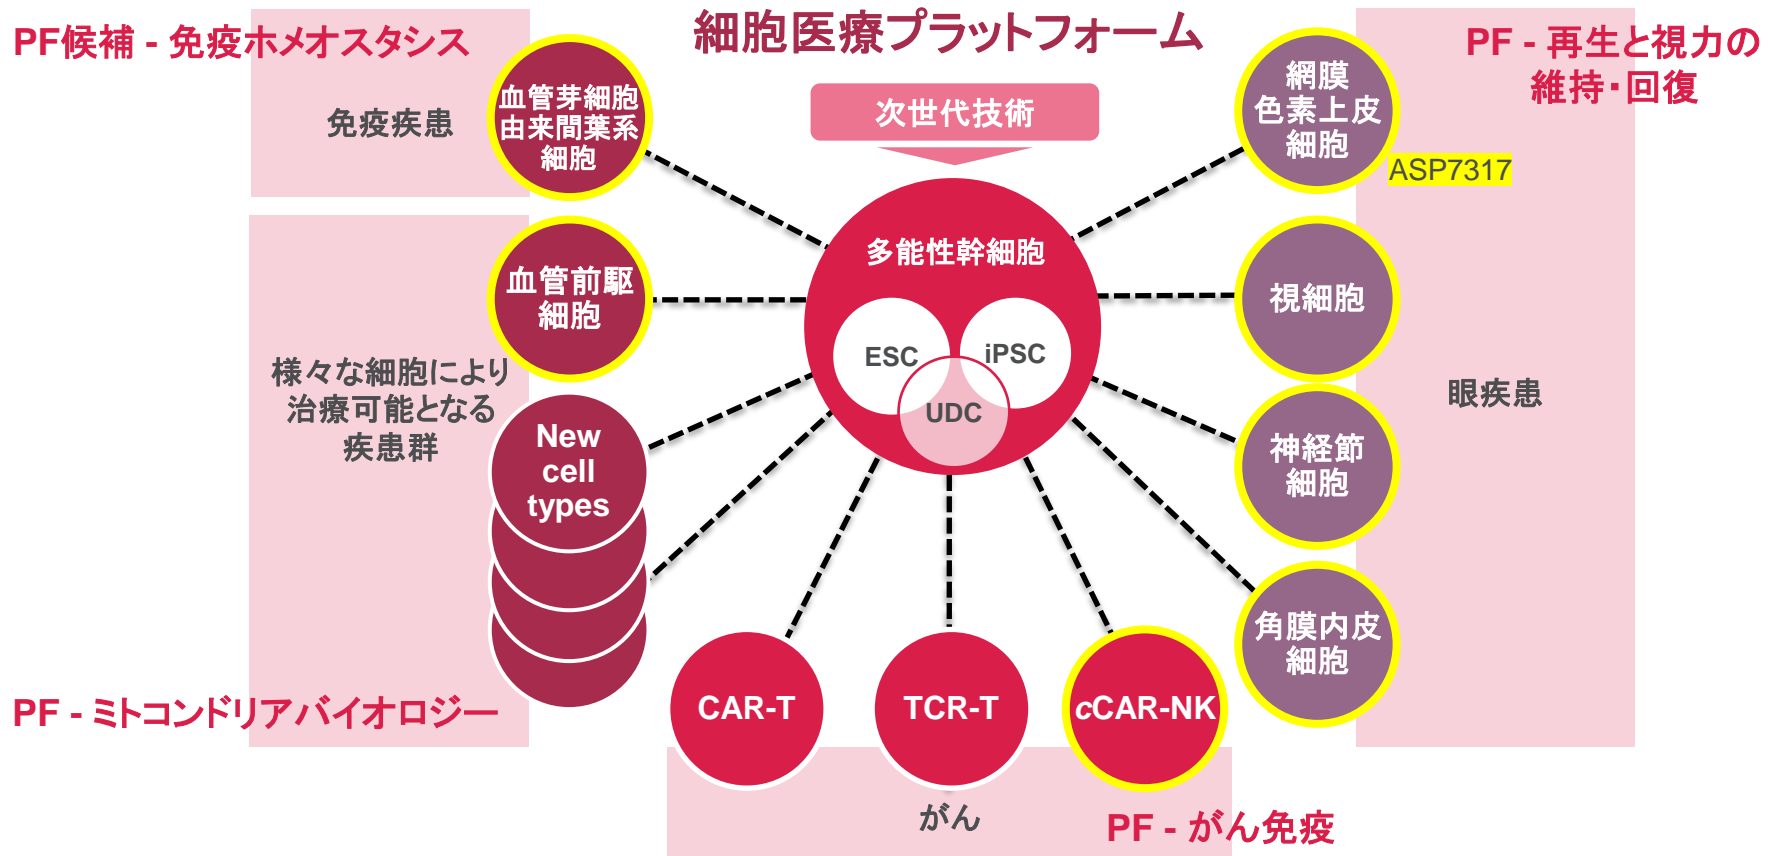 細胞医療プラットフォーム
次世代技術
PF候補 - 免疫ホメオスタシス
免疫疾患
血管芽細胞
由来間葉系
細胞
血管前駆
細胞
様々な細胞により
治療可能となる
疾患群
New
cell
types
PF - ミトコンドリアバイオロジー
多能性幹細胞
ESC
iPSC
UDC
CAR-T
TCR-T
cCAR-NK
がん
PF - がん免疫
PF - 再生と視力の
維持・回復
網膜
色素上皮
細胞
ASP7317
視細胞
眼疾患
神経節
細胞
角膜内皮
細胞